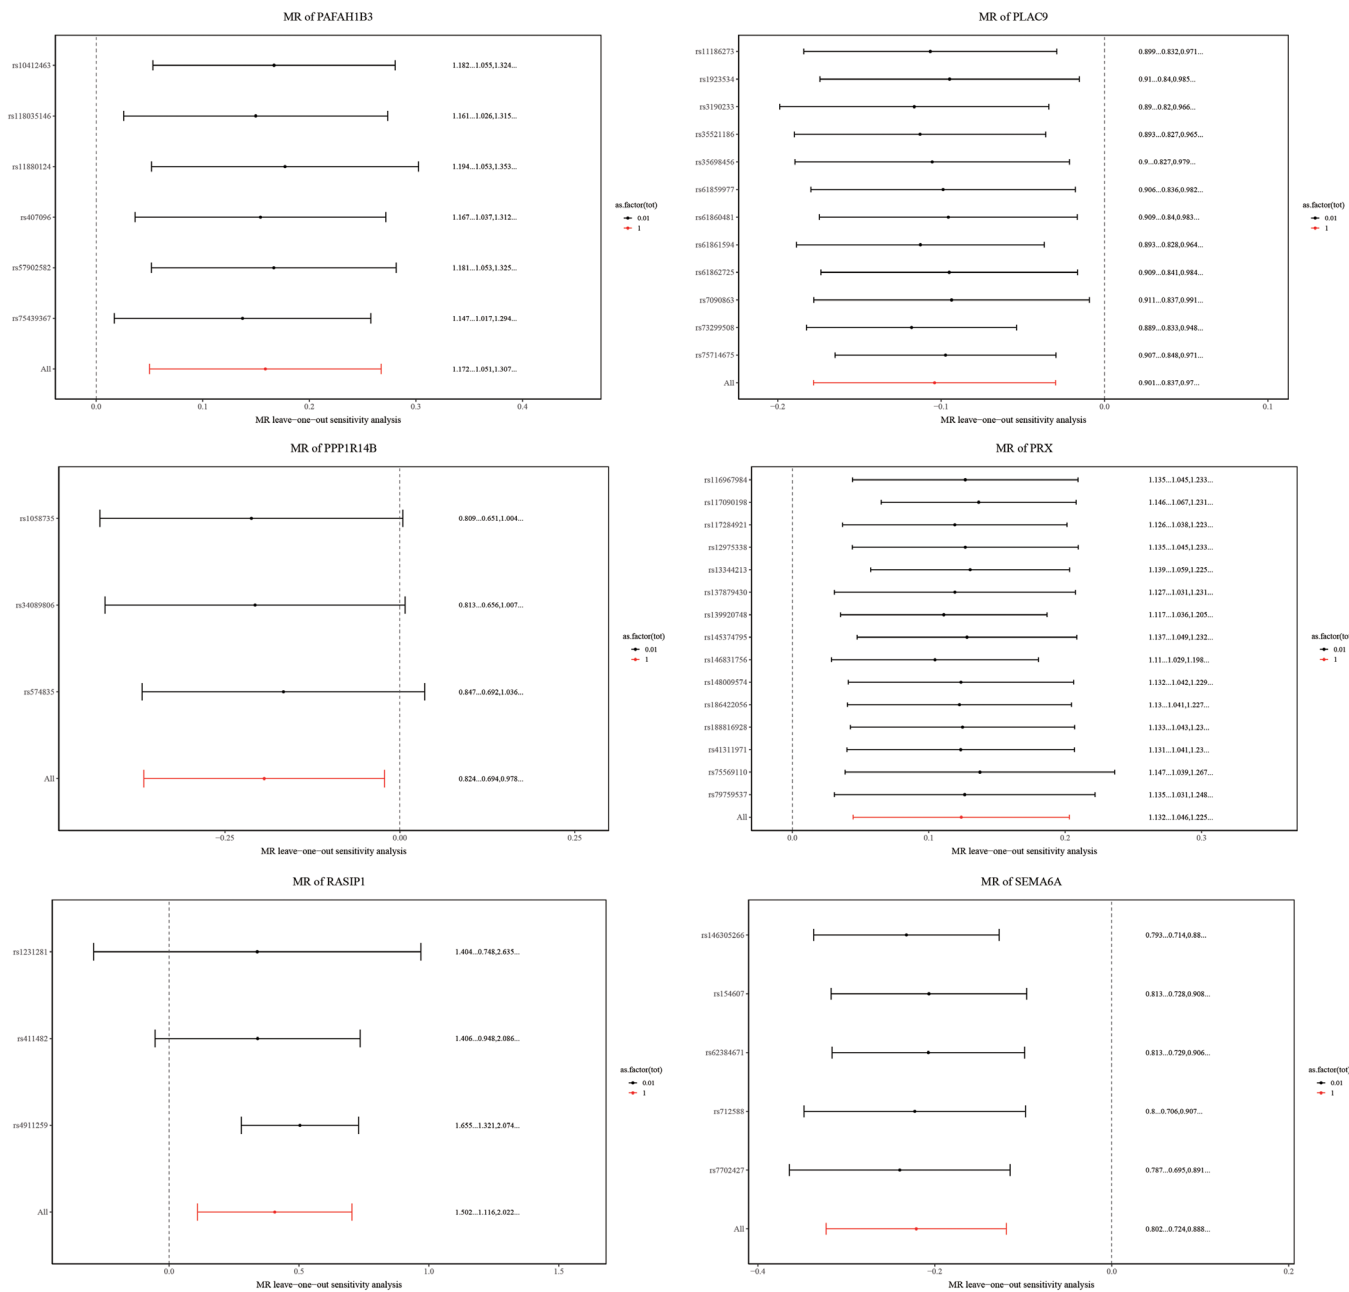 MR of PAFAH1B3
rs10412463 1.182...1.055,1.324...
rs118035146 1.161...1.026,1.315...
rs11880124 1.194...1.053,1.353...
rs407096 1.167...1.037,1.312...
rs57902582 1.181...1.053,1.325...
rs75439367 1.147...1.017,1.294...
All 1.172...1.051,1.307...
0.0 0.1 0.2 0.3 0.4
MR leave−one−out sensitivity analysis
as.factor(tot)
0.01
1
MR of PLAC9
rs11186273 0.899...0.832,0.971...
rs1923534 0.91...0.84,0.985...
rs3190233 0.89...0.82,0.966...
rs35521186 0.893...0.827,0.965...
rs35698456 0.9...0.827,0.979...
rs61859977 0.906...0.836,0.982...
rs61860481 0.909...0.84,0.983...
rs61861594 0.893...0.828,0.964...
rs61862725 0.909...0.841,0.984...
rs7090863 0.911...0.837,0.991...
rs73299508 0.889...0.833,0.948...
rs75714675 0.907...0.848,0.971...
All 0.901...0.837,0.97...
−0.2 −0.1 0.0 0.1
MR leave−one−out sensitivity analysis
as.factor(tot)
0.01
1
MR of PPP1R14B
rs1058735 0.809...0.651,1.004...
rs34089806 0.813...0.656,1.007...
rs574835 0.847...0.692,1.036...
All 0.824...0.694,0.978...
−0.25 0.00 0.25
MR leave−one−out sensitivity analysis
as.factor(tot)
0.01
1
MR of PRX
rs116967984 1.135...1.045,1.233...
rs117090198 1.146...1.067,1.231...
rs117284921 1.126...1.038,1.223...
rs12975338 1.135...1.045,1.233...
rs13344213 1.139...1.059,1.225...
rs137879430 1.127...1.031,1.231...
rs139920748 1.117...1.036,1.205...
rs145374795 1.137...1.049,1.232...
rs146831756 1.11...1.029,1.198...
rs148009574 1.132...1.042,1.229...
rs186422056 1.13...1.041,1.227...
rs188816928 1.133...1.043,1.23...
rs41311971 1.131...1.041,1.23...
rs75569110 1.147...1.039,1.267...
rs79759537 1.135...1.031,1.248...
All 1.132...1.046,1.225...
0.0 0.1 0.2 0.3
MR leave−one−out sensitivity analysis
as.factor(to
0.01
1
MR of RASIP1
rs1231281 1.404...0.748,2.635...
rs411482 1.406...0.948,2.086...
rs4911259 1.655...1.321,2.074...
All 1.502...1.116,2.022...
0.0 0.5 1.0 1.5
MR leave−one−out sensitivity analysis
as.factor(tot)
0.01
1
MR of SEMA6A
rs146305266 0.793...0.714,0.88...
rs154607 0.813...0.728,0.908...
rs62384671 0.813...0.729,0.906...
rs712588 0.8...0.706,0.907...
rs7702427 0.787...0.695,0.891...
All 0.802...0.724,0.888...
−0.4 −0.2 0.0 0.2
MR leave−one−out sensitivity analysis
as.factor(tot)
0.01
1